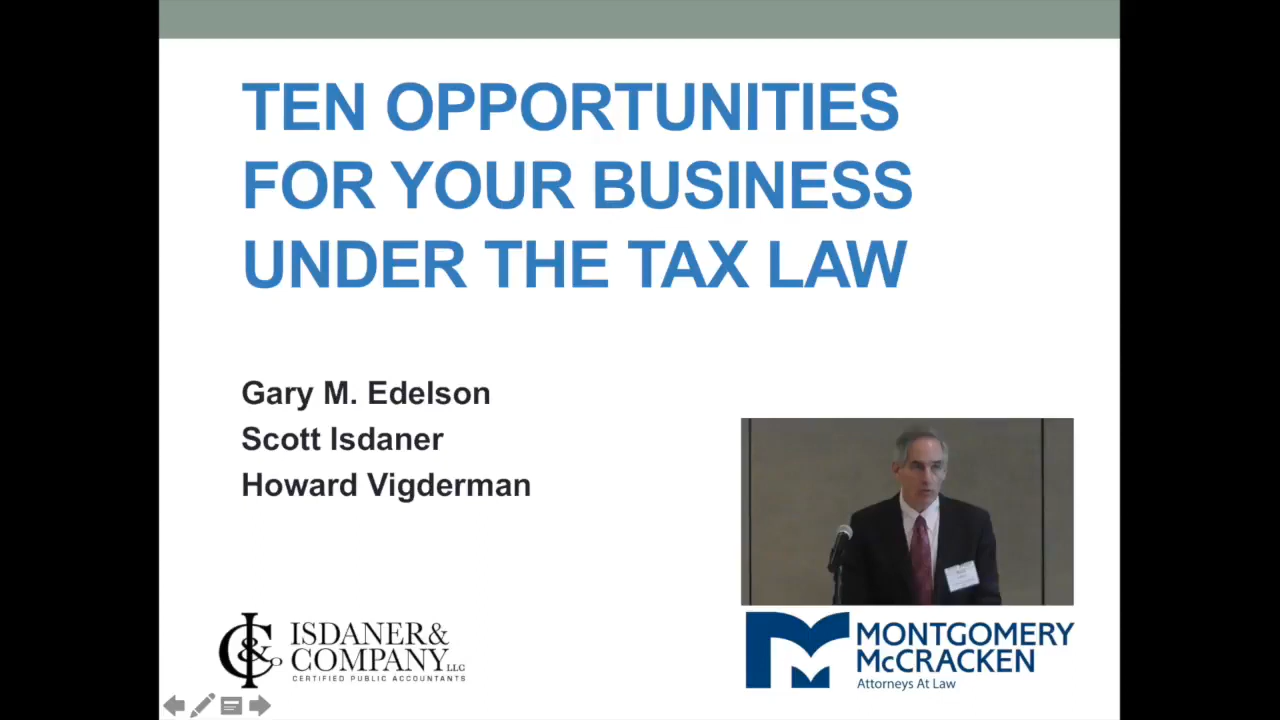 TEN OPPORTUNITIES
FOR YOUR BUSINESS
UNDER THE TAX LAW
Gary M. Edelson
Scott Isdaner
Howard Vigderman
ISDANER&
COMPANY LLC
CERTIFIED PUBLIC ACCOUNTANTS
MONTGOMERY
McCRACKEN
Attorneys At Law